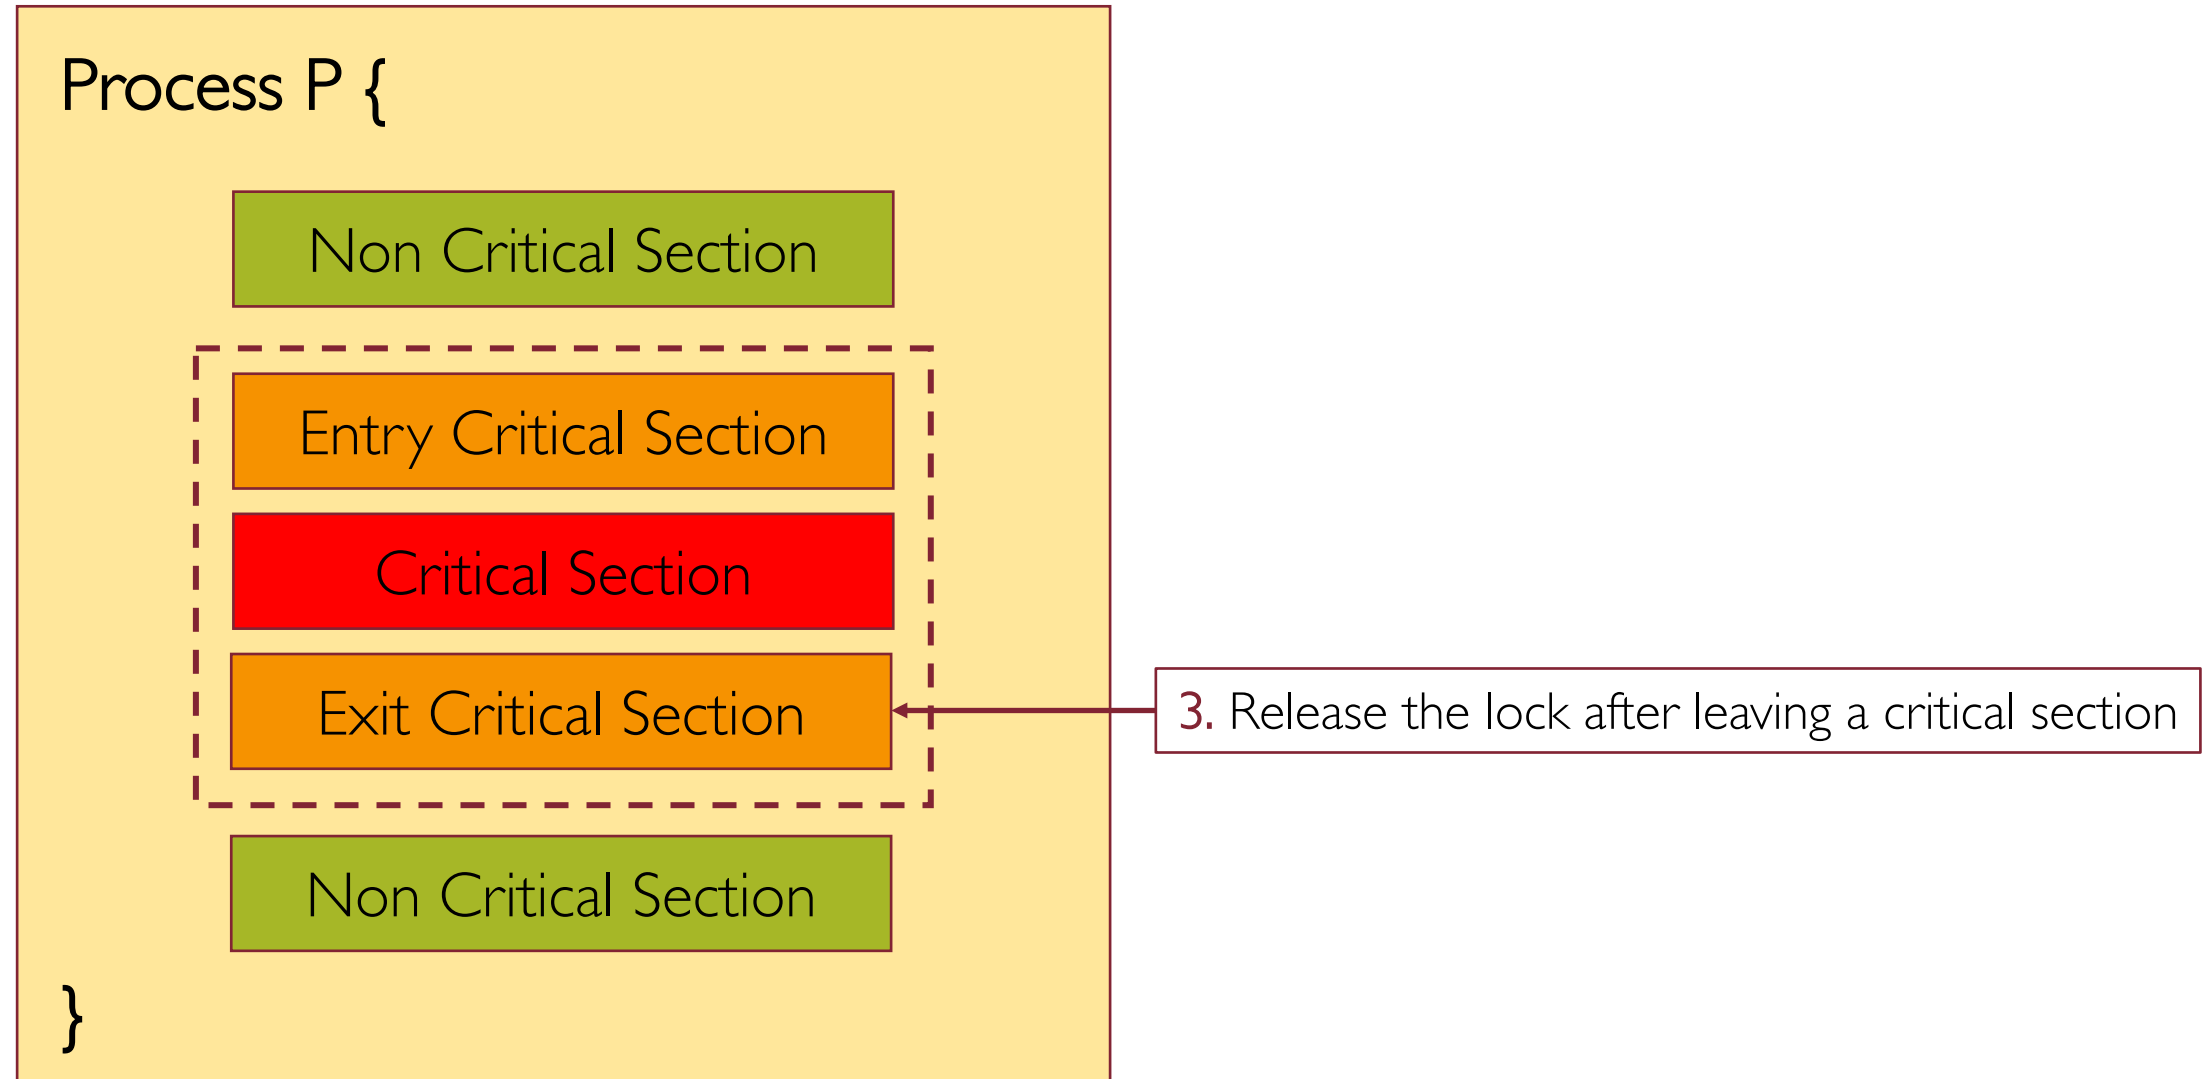 Process P {
Non Critical Section
Entry Critical Section
Critical Section
Exit Critical Section
3. Release the lock after leaving a critical section
Non Critical Section
}